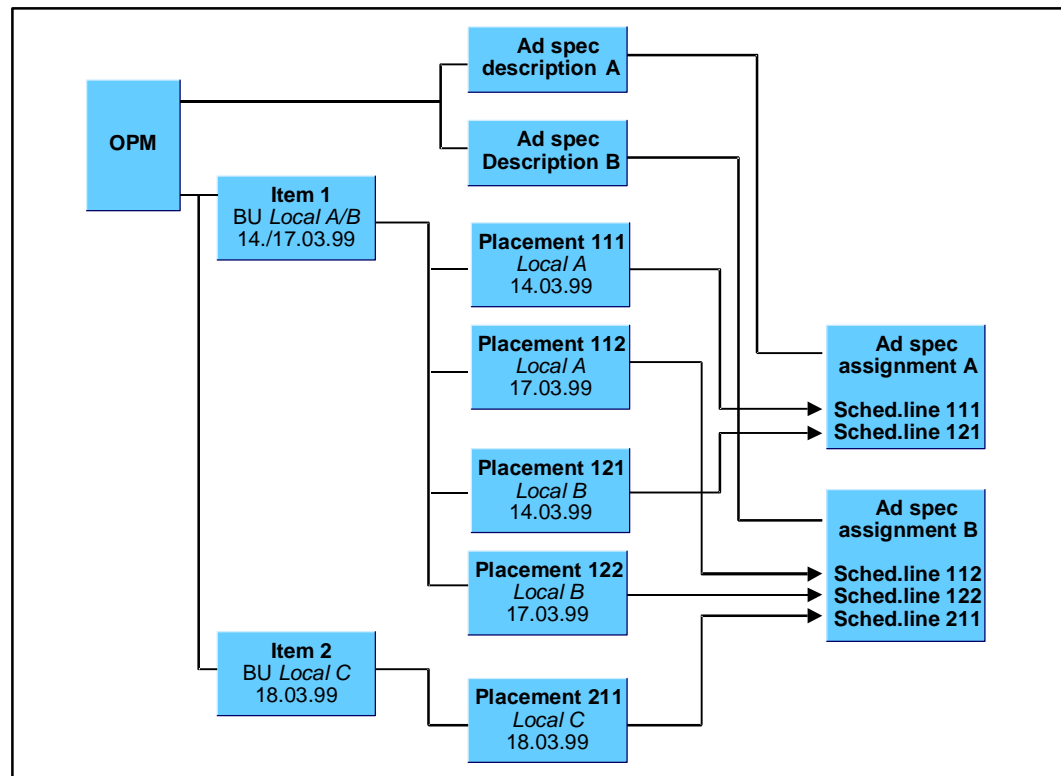 Ad spec
description A
OPM
Ad spec
Description B
Item 1
BU Local A/B
14./17.03.99
Placement 111
Local A
14.03.99
Placement 112
Local A
17.03.99
Ad spec
assignment A
Sched.line 111
Sched.line 121
Placement 121
Local B
14.03.99
Ad spec
assignment B
Sched.line 112
Sched.line 122
Sched.line 211
Placement 122
Local B
17.03.99
Item 2
BU Local C
18.03.99
Placement 211
Local C
18.03.99